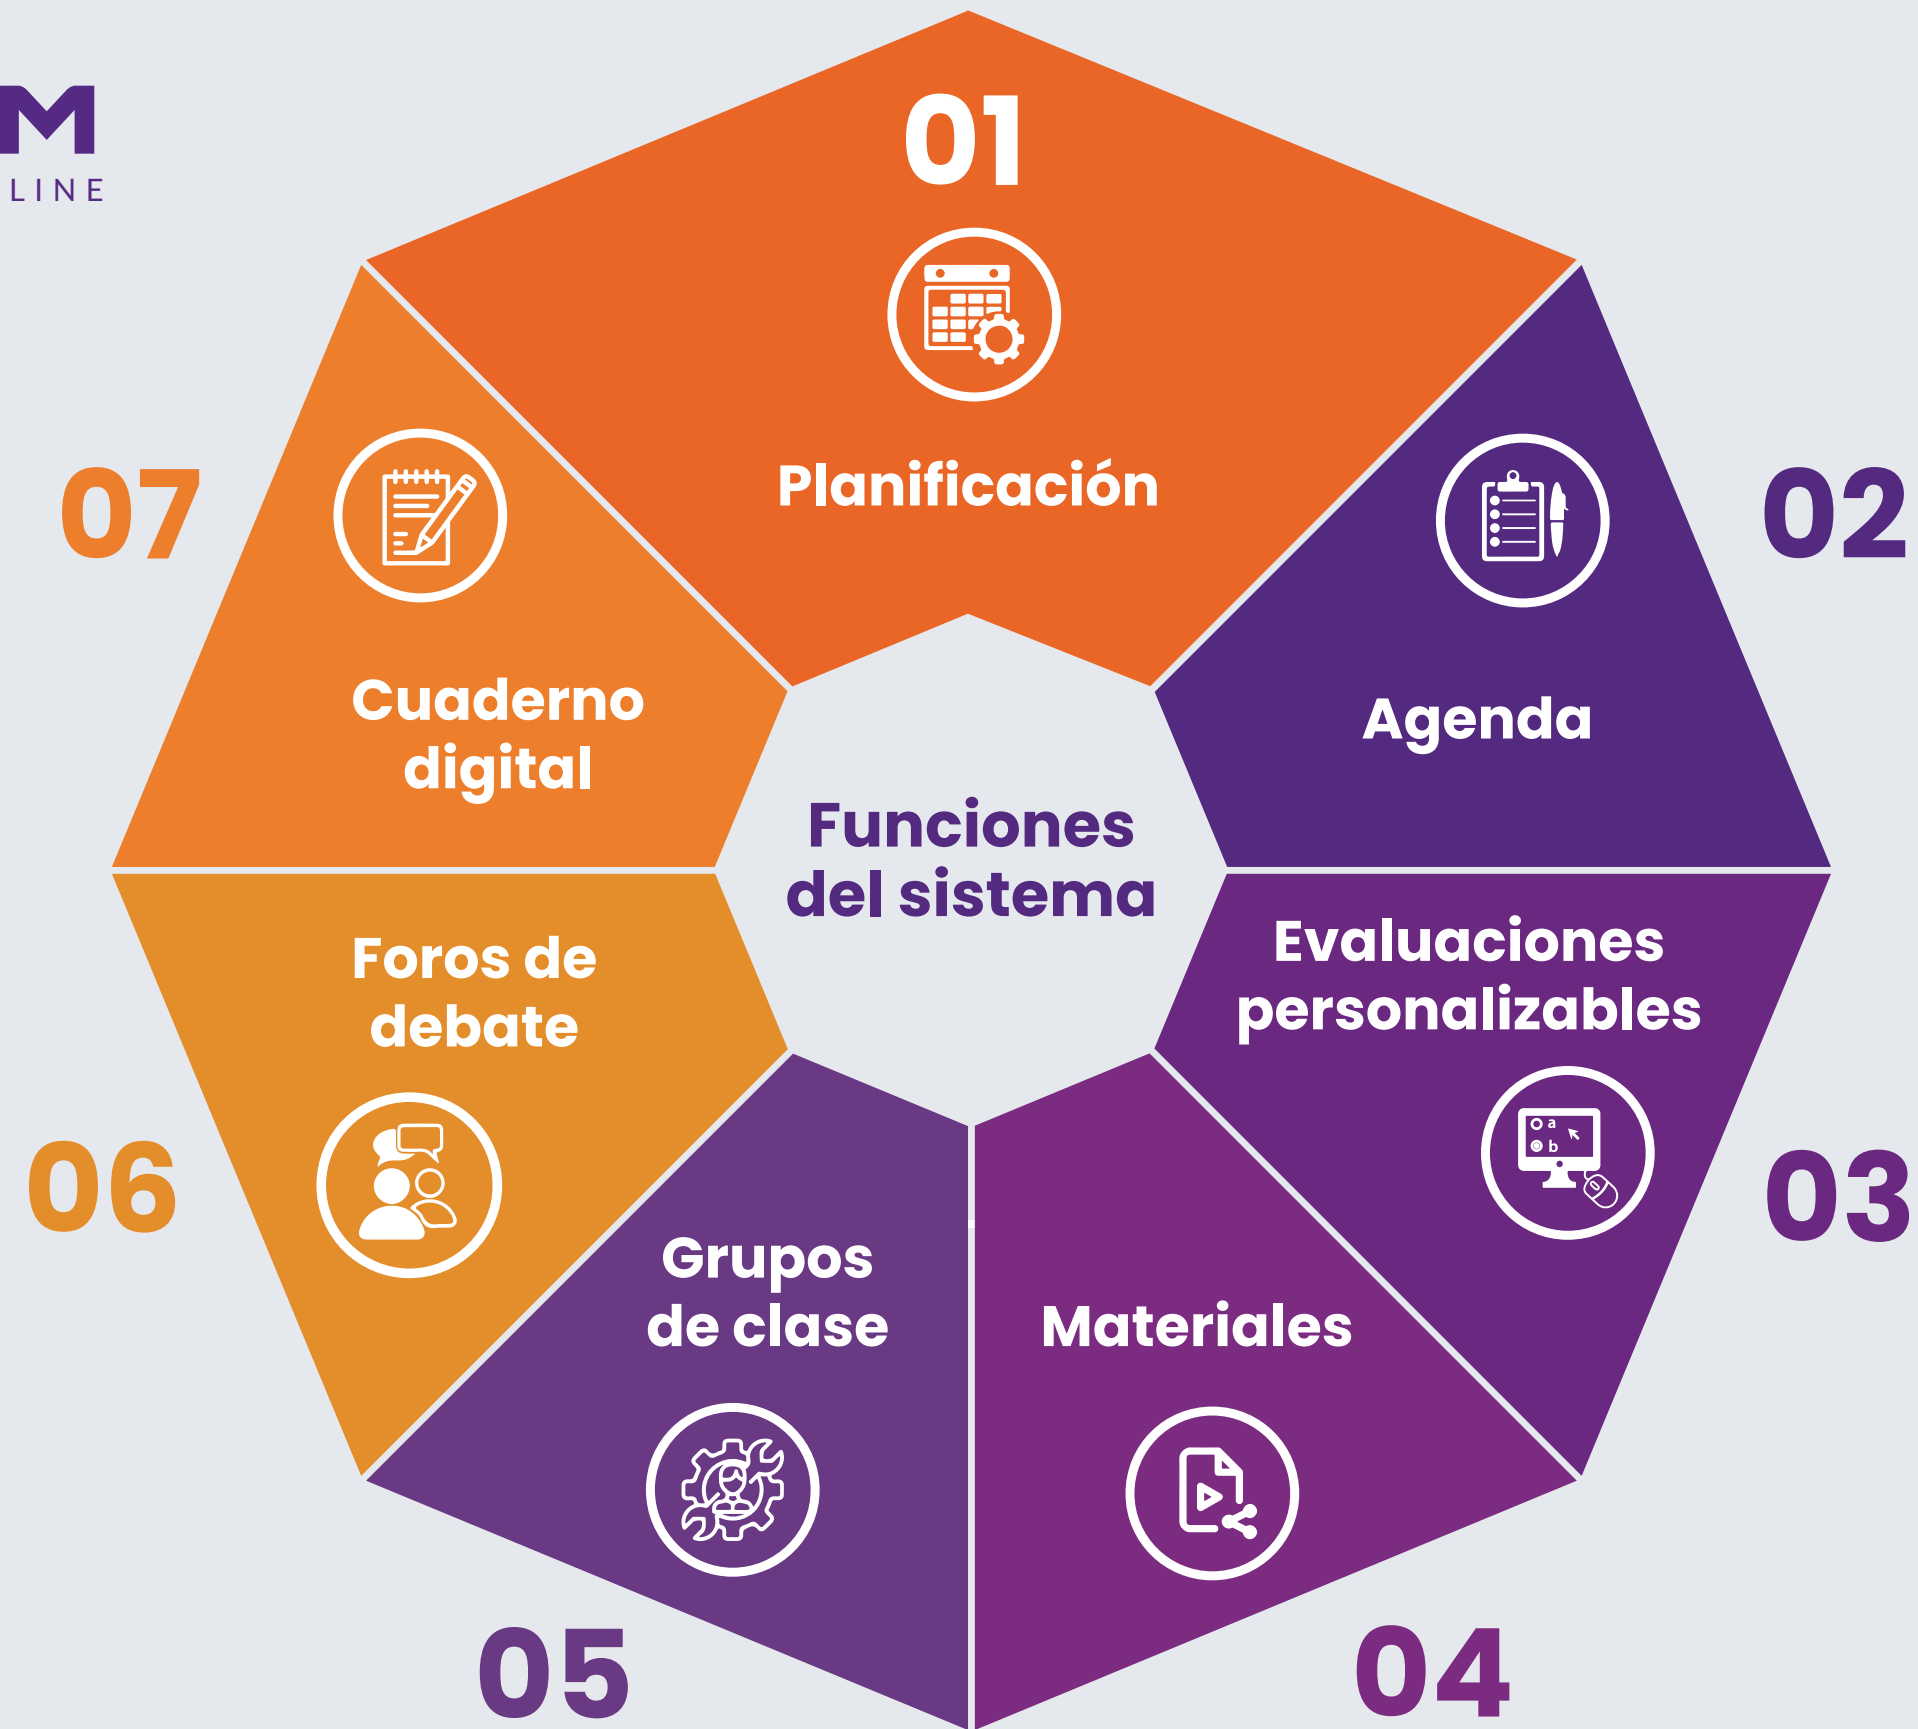 M
LINE
01
Planificación
02
Agenda
03
Evaluaciones
personalizables
a
b
04
Materiales
05
Grupos
de clase
06
Foros de
debate
07
Cuaderno
digital
Funciones
del sistema